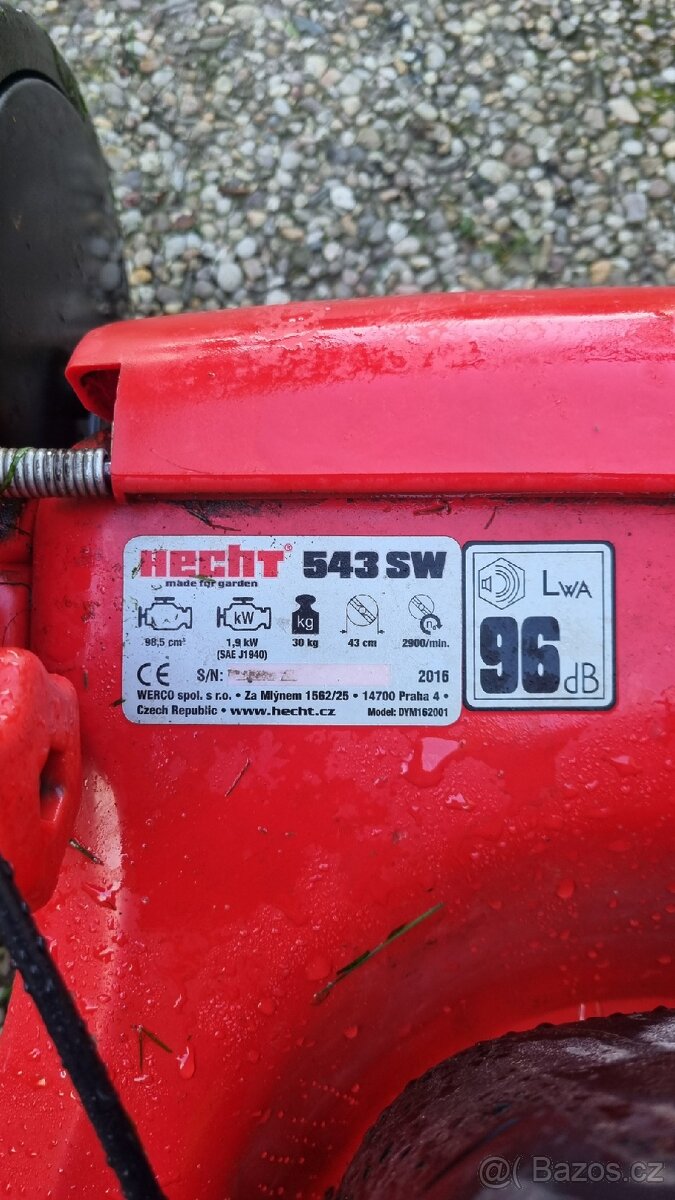 HECHT® 543 SW
made for garden
kW
kg
n
98,5 cm³ 1,9 kW 30 kg 43 cm 2900/min.
(SAE J1940)
CE S/N: 2016
WERCO spol. s r.o. • Za Mlýnem 1562/25 • 14700 Praha 4 •
Czech Republic • www.hecht.cz Model: DYM162001
LWA
96 dB
@ Bazos.cz